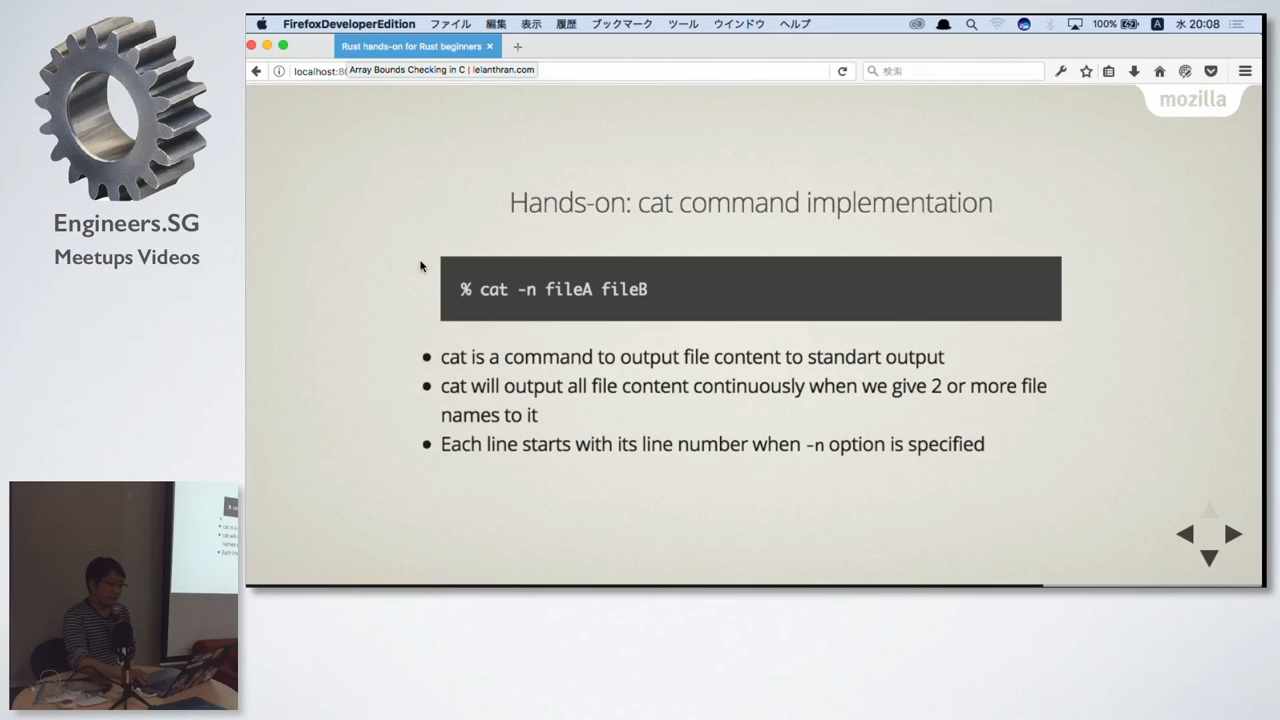 FirefoxDeveloperEdition ファイル 編集 表示 履歴 ブックマーク ツール ウインドウ ヘルプ 100% A 水 20:08
Rust hands-on for Rust beginners × +
localhost:80 Array Bounds Checking in C | lelanthran.com 検索
mozilla
Engineers.SG
Meetups Videos
Hands-on: cat command implementation
% cat -n fileA fileB
• cat is a command to output file content to standart output
• cat will output all file content continuously when we give 2 or more file
names to it
• Each line starts with its line number when -n option is specified